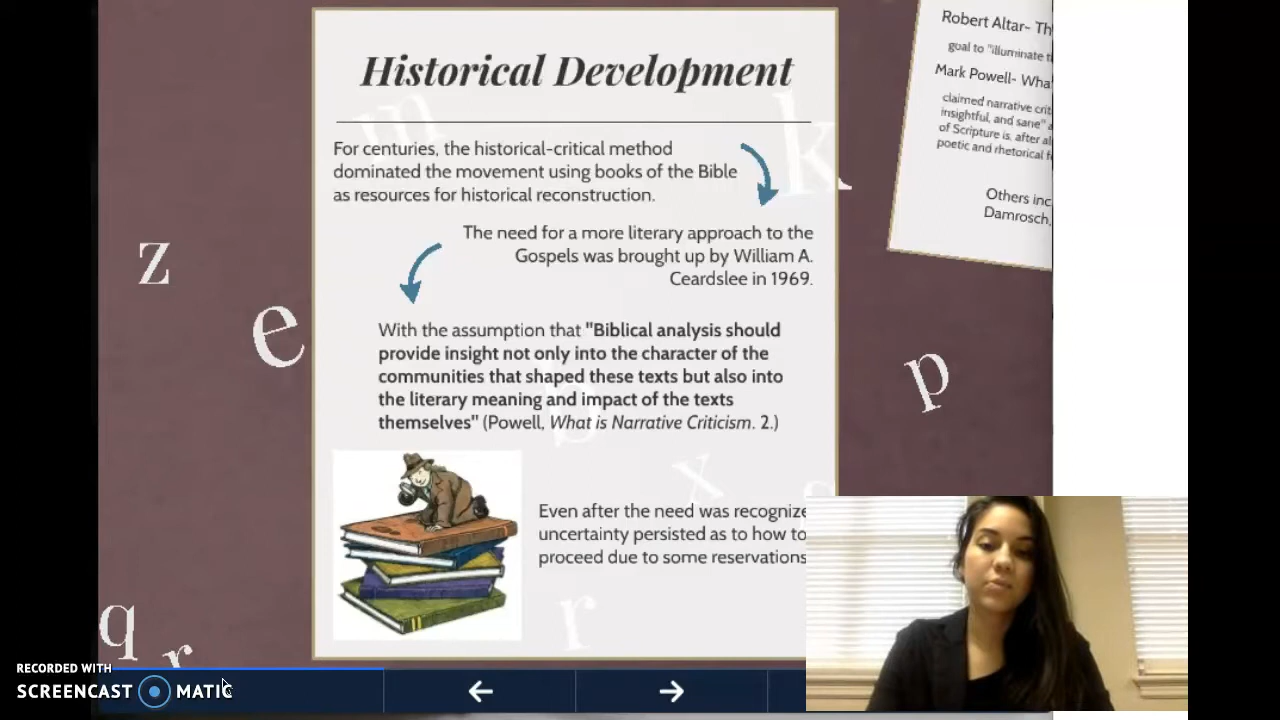 Historical Development
For centuries, the historical-critical method
dominated the movement using books of the Bible
as resources for historical reconstruction.
The need for a more literary approach to the
Gospels was brought up by William A.
Ceardslee in 1969.
With the assumption that "Biblical analysis should
provide insight not only into the character of the
communities that shaped these texts but also into
the literary meaning and impact of the texts
themselves" (Powell, What is Narrative Criticism. 2.)
Even after the need was recognize
uncertainty persisted as to how to
proceed due to some reservations
Robert Altar- Th
goal to "illuminate t
Mark Powell- Wha
claimed narrative crit
insightful, and sane" a
of Scripture is, after al
poetic and rhetorical f
Others inc
Damrosch,
m
k
z
e
p
b
x
q
r
r
RECORDED WITH
SCREENCAST MATIC